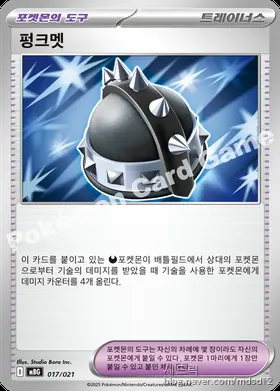 포켓몬의 도구
트레이너스
펑크멧
Pokémon Card Game
이 카드를 붙이고 있는 포켓몬이 배틀필드에서 상대의 포켓몬
으로부터 기술의 데미지를 받았을 때 기술을 사용한 포켓몬에게
데미지 카운터를 4개 올린다.
포켓몬의 도구는 자신의 차례에 몇 장이라도 자신의
포켓몬에게 붙일 수 있다. 포켓몬 1마리에게 1장만
붙일 수 있고 붙인 채로
Illus. Studio Bora Inc.
mBG 017/021
©2025 Pokémon/Nintendo/Creatures/GAME FREAK